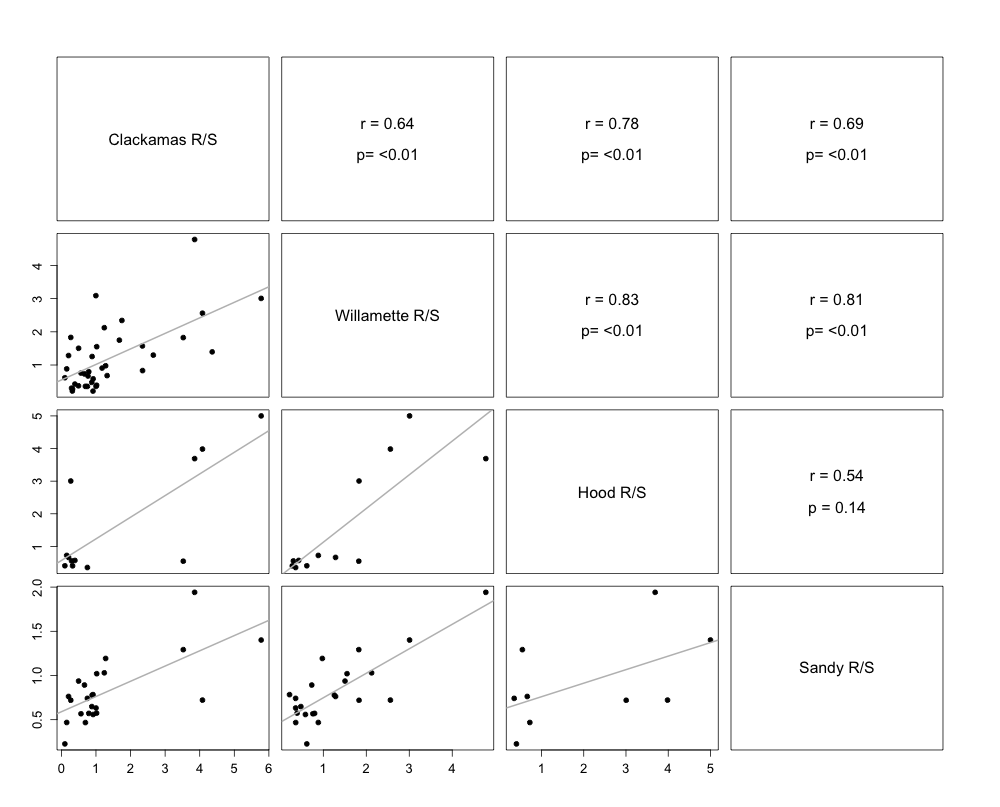 Clackamas R/S
r = 0.64
p= <0.01
r = 0.78
p= <0.01
r = 0.69
p= <0.01
1 2 3 4
Willamette R/S
r = 0.83
p= <0.01
r = 0.81
p= <0.01
1 2 3 4 5
Hood R/S
r = 0.54
p = 0.14
0.5 1.0 1.5 2.0
Sandy R/S
0 1 2 3 4 5 6
1 2 3 4
1 2 3 4 5